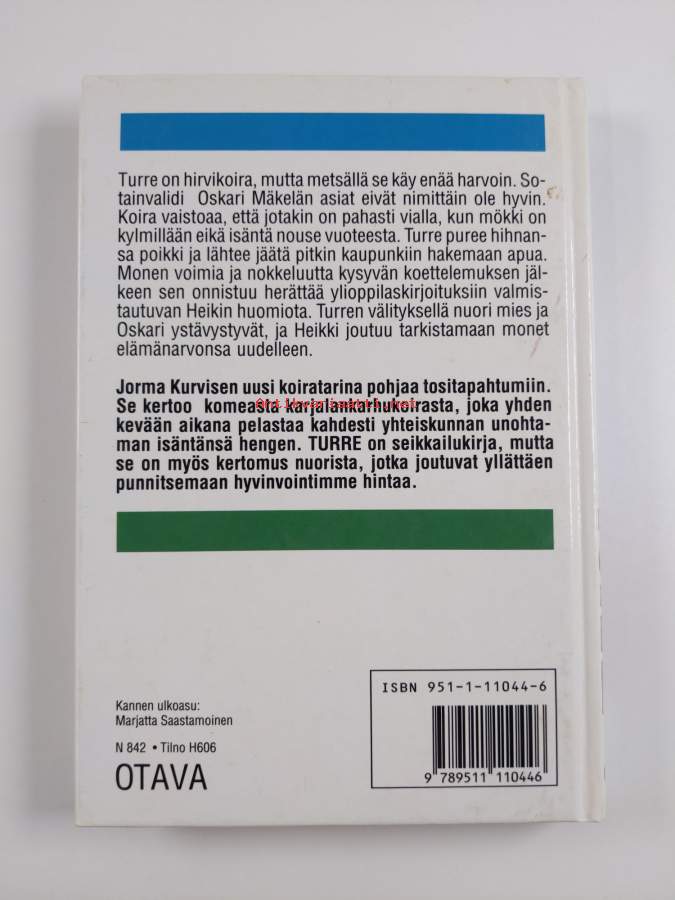 Turre on hirvikoira, mutta metsällä se käy enää harvoin. So-
tainvalidi Oskari Mäkelän asiat eivät nimittäin ole hyvin.
Koira vaistoaa, että jotakin on pahasti vialla, kun mökki on
kylmillään eikä isäntä nouse vuoteesta. Turre puree hihnan-
sa poikki ja lähtee jäätä pitkin kaupunkiin hakemaan apua.
Monen voimia ja nokkeluutta kysyvän koettelemuksen jäl-
keen sen onnistuu herättää ylioppilaskirjoituksiin valmis-
tautuvan Heikin huomiota. Turren välityksellä nuori mies ja
Oskari ystävystyvät, ja Heikki joutuu tarkistamaan monet
elämänarvonsa uudelleen.
Jorma Kurvisen uusi koiratarina pohjaa tositapahtumiin.
Se kertoo komeasta karjalankarhukoirasta, joka yhden
kevään aikana pelastaa kahdesti yhteiskunnan unohta-
man isäntänsä hengen. TURRE on seikkailukirja, mutta
se on myös kertomus nuorista, jotka joutuvat yllättäen
punnitsemaan hyvinvointimme hintaa.
Kannen ulkoasu:
Marjatta Saastamoinen
N 842 • Tilno H606
OTAVA
ISBN 951-1-11044-6
9 789511 110446